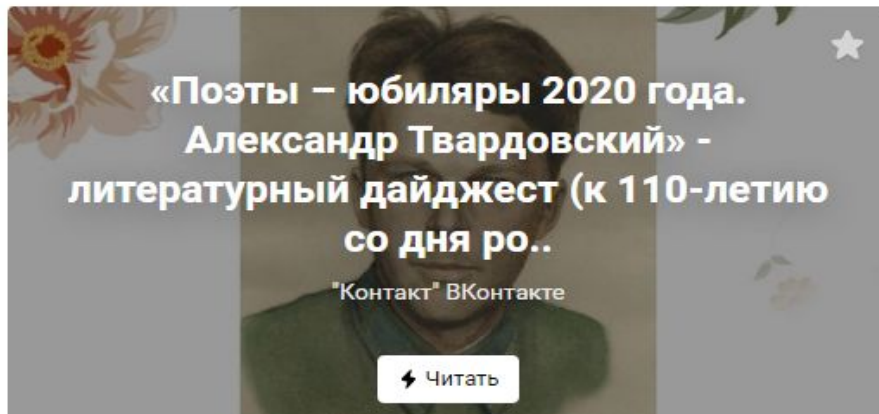 «Поэты – юбиляры 2020 года.
Александр Твардовский» -
литературный дайджест (к 110-летию
со дня ро..
"Контакт" ВКонтакте
Читать